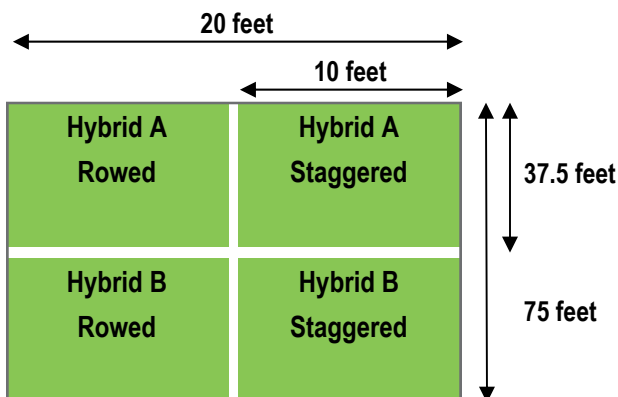 20 feet
10 feet
Hybrid A
Rowed
Hybrid A
Staggered
37.5 feet
Hybrid B
Rowed
Hybrid B
Staggered
75 feet